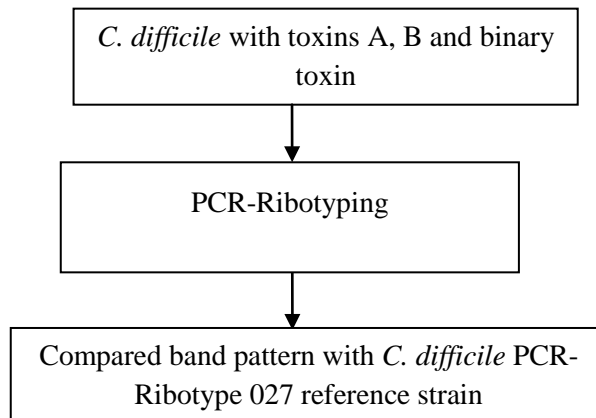 C. difficile with toxins A, B and binary
toxin
PCR-Ribotyping
Compared band pattern with C. difficile PCR-
Ribotype 027 reference strain